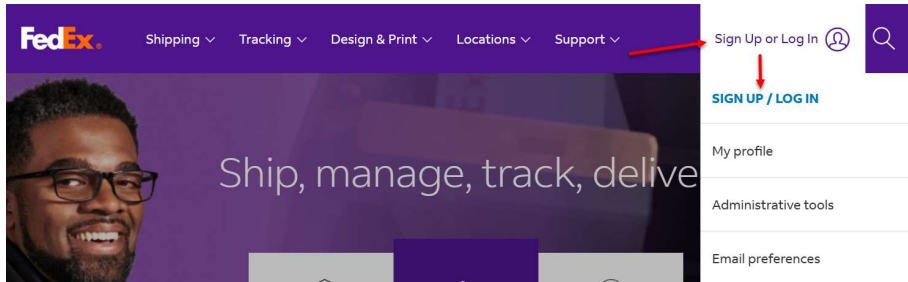 FedEx®
Shipping Tracking Design & Print Locations Support Sign Up or Log In
SIGN UP / LOG IN
My profile
Ship, manage, track, delive
Administrative tools
Email preferences